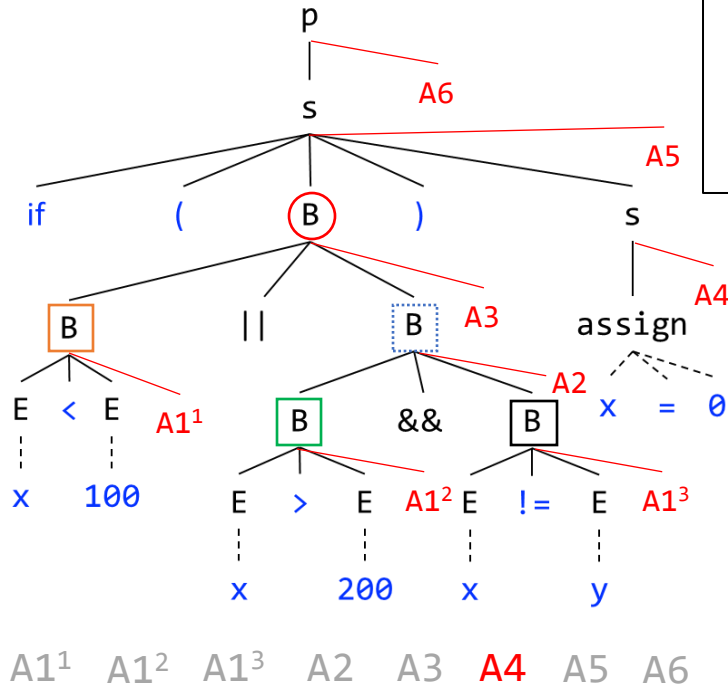 p
A6
s
A5
if ( B ) s
A4
B || B A3 assign
A2
E < E A1¹ B && B x = 0
x 100 E > E A1² E != E A1³
x 200 x y
A1¹ A1² A1³ A2 A3 A4 A5 A6